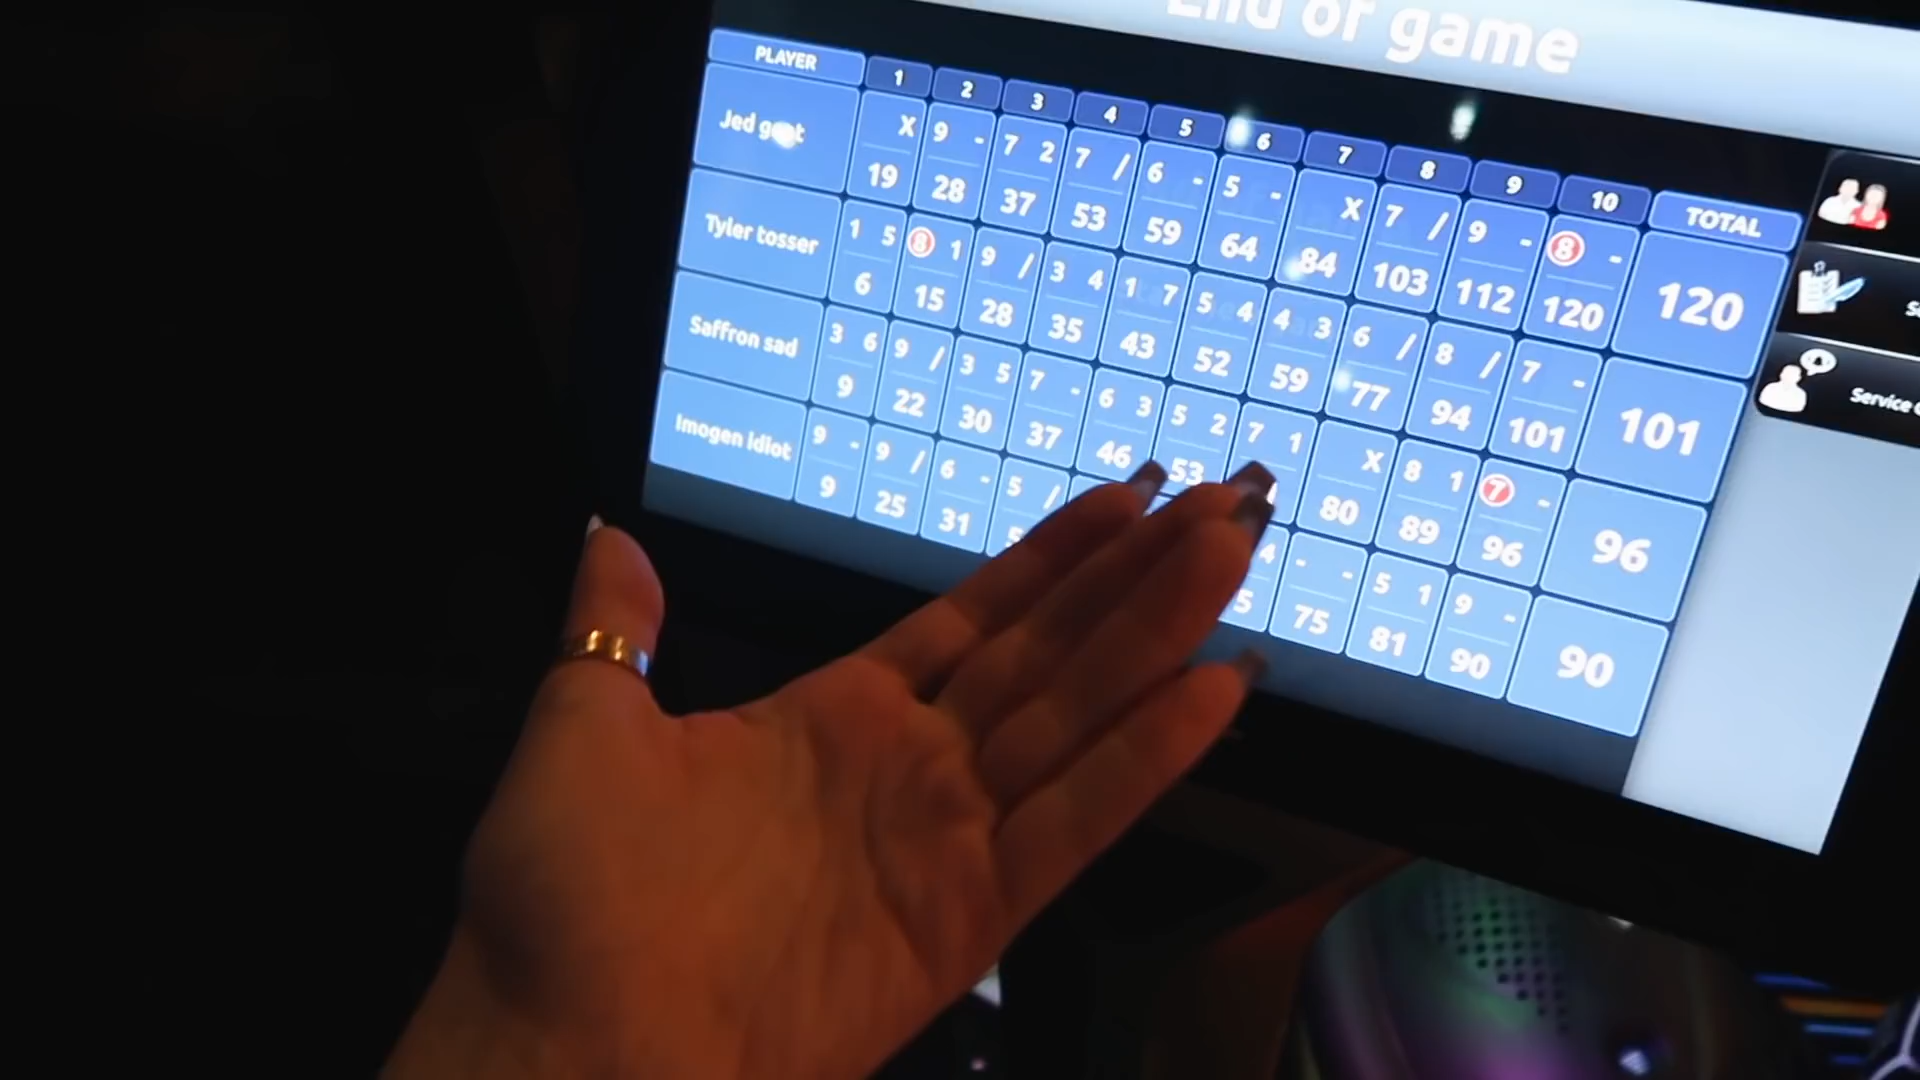 End of game
PLAYER 1 2 3 4 5 6 7 8 9 10 TOTAL
Jed goat X 9 - 7 2 7 / 6 - 5 - X 7 / 9 - 8 -
19 28 37 53 59 64 84 103 112 120 120
Tyler tosser 1 5 8 1 9 / 3 4 1 7 5 4 4 3 6 / 8 / 7 -
6 15 28 35 43 52 59 77 94 101 101
Saffron sad 3 6 9 / 3 5 7 - 6 3 5 2 7 1 X 8 1 7 -
9 22 30 37 46 53 80 89 96 96
Imogen idiot 9 - 9 / 6 - 5 / 4 - - 5 1 9 -
9 25 31 5 5 75 81 90 90
Service